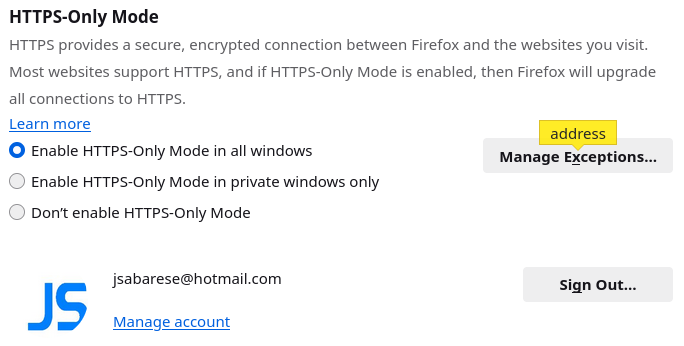 HTTPS-Only Mode
HTTPS provides a secure, encrypted connection between Firefox and the websites you visit.
Most websites support HTTPS, and if HTTPS-Only Mode is enabled, then Firefox will upgrade
all connections to HTTPS.
Learn more
address
Enable HTTPS-Only Mode in all windows
Manage Exceptions...
Enable HTTPS-Only Mode in private windows only
Don't enable HTTPS-Only Mode
jsabarese@hotmail.com
Sign Out...
JS
Manage account